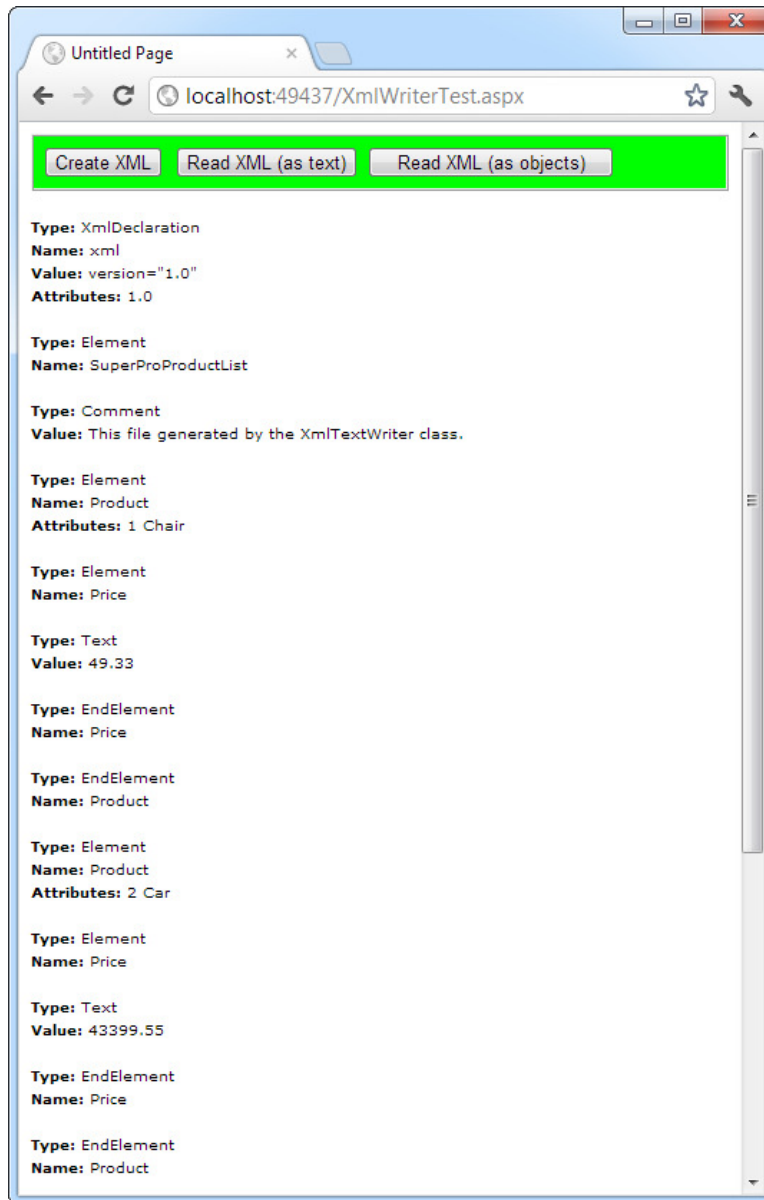 Untitled Page
localhost:49437/XmlWriterTest.aspx
Create XML Read XML (as text) Read XML (as objects)
Type: XmlDeclaration
Name: xml
Value: version="1.0"
Attributes: 1.0
Type: Element
Name: SuperProProductList
Type: Comment
Value: This file generated by the XmlTextWriter class.
Type: Element
Name: Product
Attributes: 1 Chair
Type: Element
Name: Price
Type: Text
Value: 49.33
Type: EndElement
Name: Price
Type: EndElement
Name: Product
Type: Element
Name: Product
Attributes: 2 Car
Type: Element
Name: Price
Type: Text
Value: 43399.55
Type: EndElement
Name: Price
Type: EndElement
Name: Product